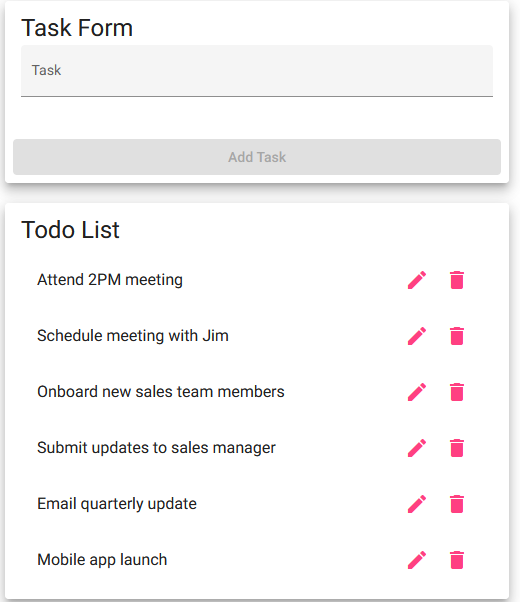 Task Form
Task
Add Task
Todo List
Attend 2PM meeting
Schedule meeting with Jim
Onboard new sales team members
Submit updates to sales manager
Email quarterly update
Mobile app launch